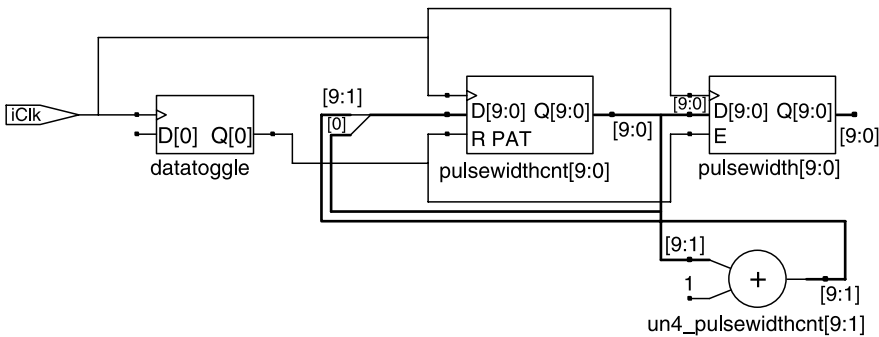 iClk
D[0] Q[0]
datatoggle
[9:1]
[0]
D[9:0] Q[9:0]
R PAT
pulsewidthcnt[9:0]
[9:0]
[9:0]
D[9:0] Q[9:0]
E
pulsewidth[9:0]
[9:0]
[9:1]
1
+
[9:1]
un4_pulsewidthcnt[9:1]